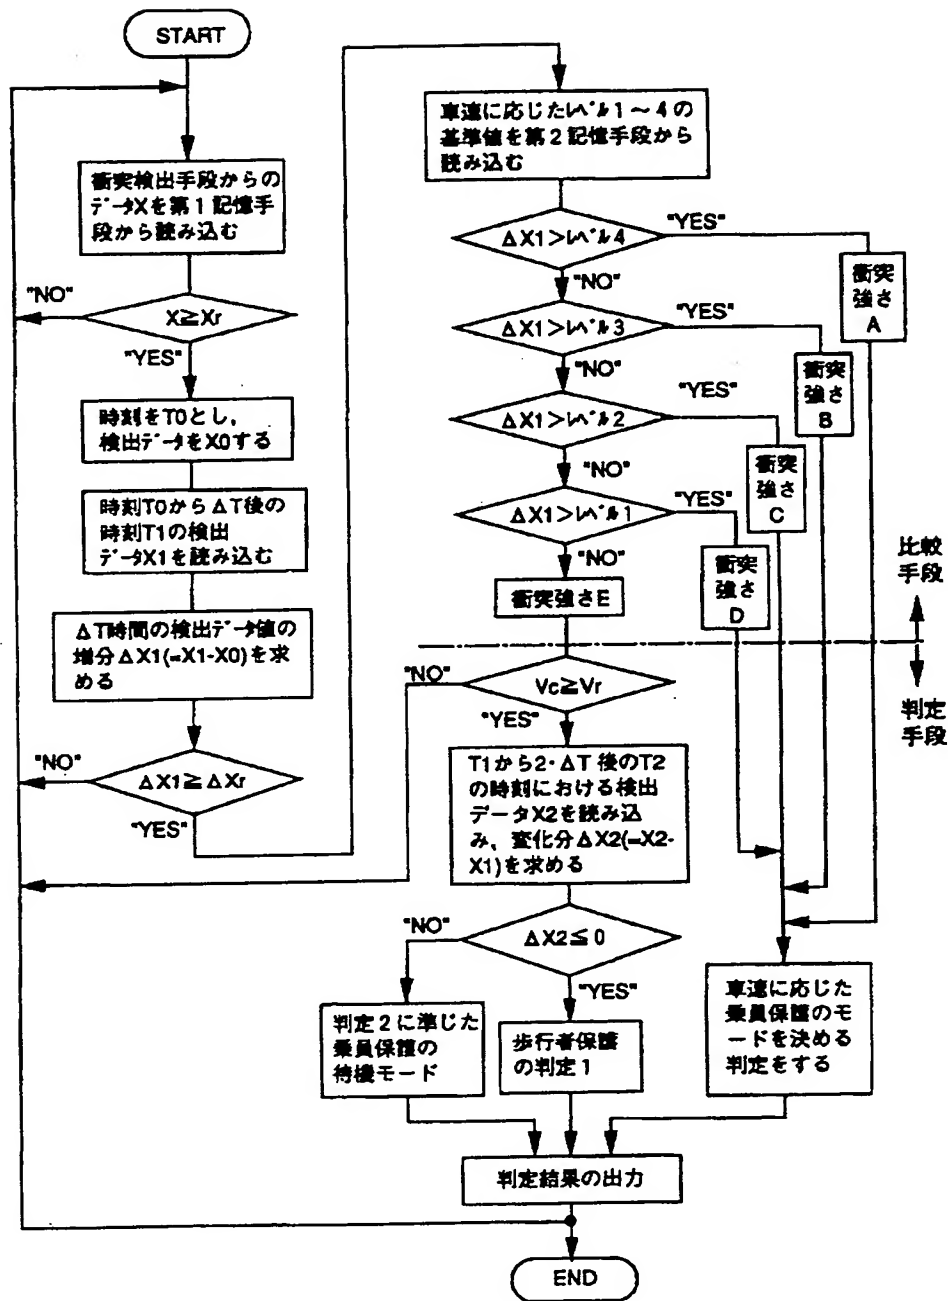 START
衝突検出手段からの
ﾃﾞｰﾀXを第1記憶手
段から読み込む
"NO"
X≧Xr
"YES"
時刻をT0とし,
検出ﾃﾞｰﾀをX0する
時刻T0からΔT後の
時刻T1の検出
ﾃﾞｰﾀX1を読み込む
ΔT時間の検出ﾃﾞｰﾀ値の
増分ΔX1(=X1-X0)を求
める
"NO"
ΔX1≧ΔXr
"YES"
車速に応じたﾚﾍﾞﾙ1～4の
基準値を第2記憶手段から
読み込む
ΔX1>ﾚﾍﾞﾙ4
"YES"
"NO"
衝突
強さ
A
ΔX1>ﾚﾍﾞﾙ3
"YES"
"NO"
衝突
強さ
B
ΔX1>ﾚﾍﾞﾙ2
"YES"
"NO"
衝突
強さ
C
ΔX1>ﾚﾍﾞﾙ1
"YES"
"NO"
衝突
強さ
D
衝突強さE
比較
手段
判定
手段
"NO"
Vc≧Vr
"YES"
T1から2・ΔT後のT2
の時刻における検出
データX2を読み込
み、変化分ΔX2(=X2-
X1)を求める
"NO"
ΔX2≦0
"YES"
判定2に準じた
乗員保護の
待機モード
歩行者保護
の判定1
車速に応じた
乗員保護のモ
ードを決める
判定をする
判定結果の出力
END